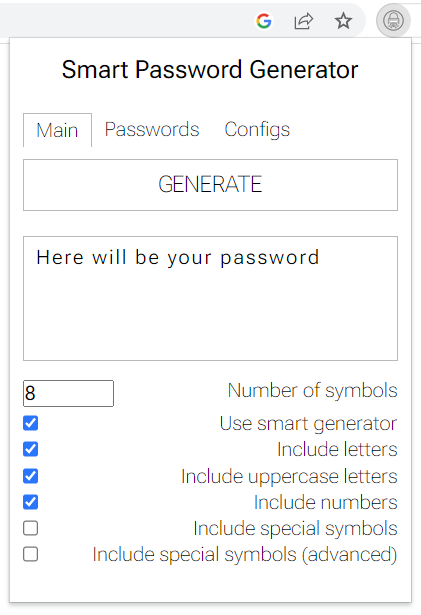 Smart Password Generator
Main Passwords Configs
GENERATE
Here will be your password
8 Number of symbols
Use smart generator
Include letters
Include uppercase letters
Include numbers
Include special symbols
Include special symbols (advanced)